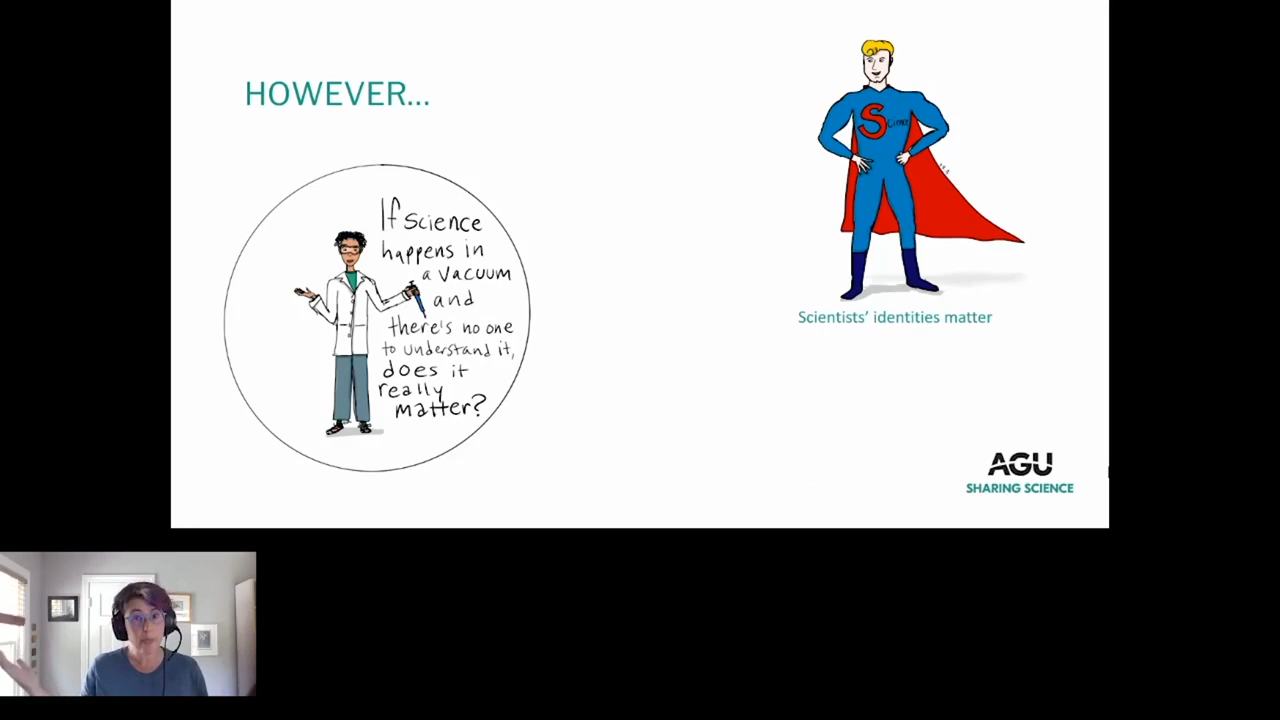 HOWEVER...
If science
happens in
a vacuum
and
there's no one
to understand it,
does it
really
matter?
Science
Scientists' identities matter
AGU
SHARING SCIENCE